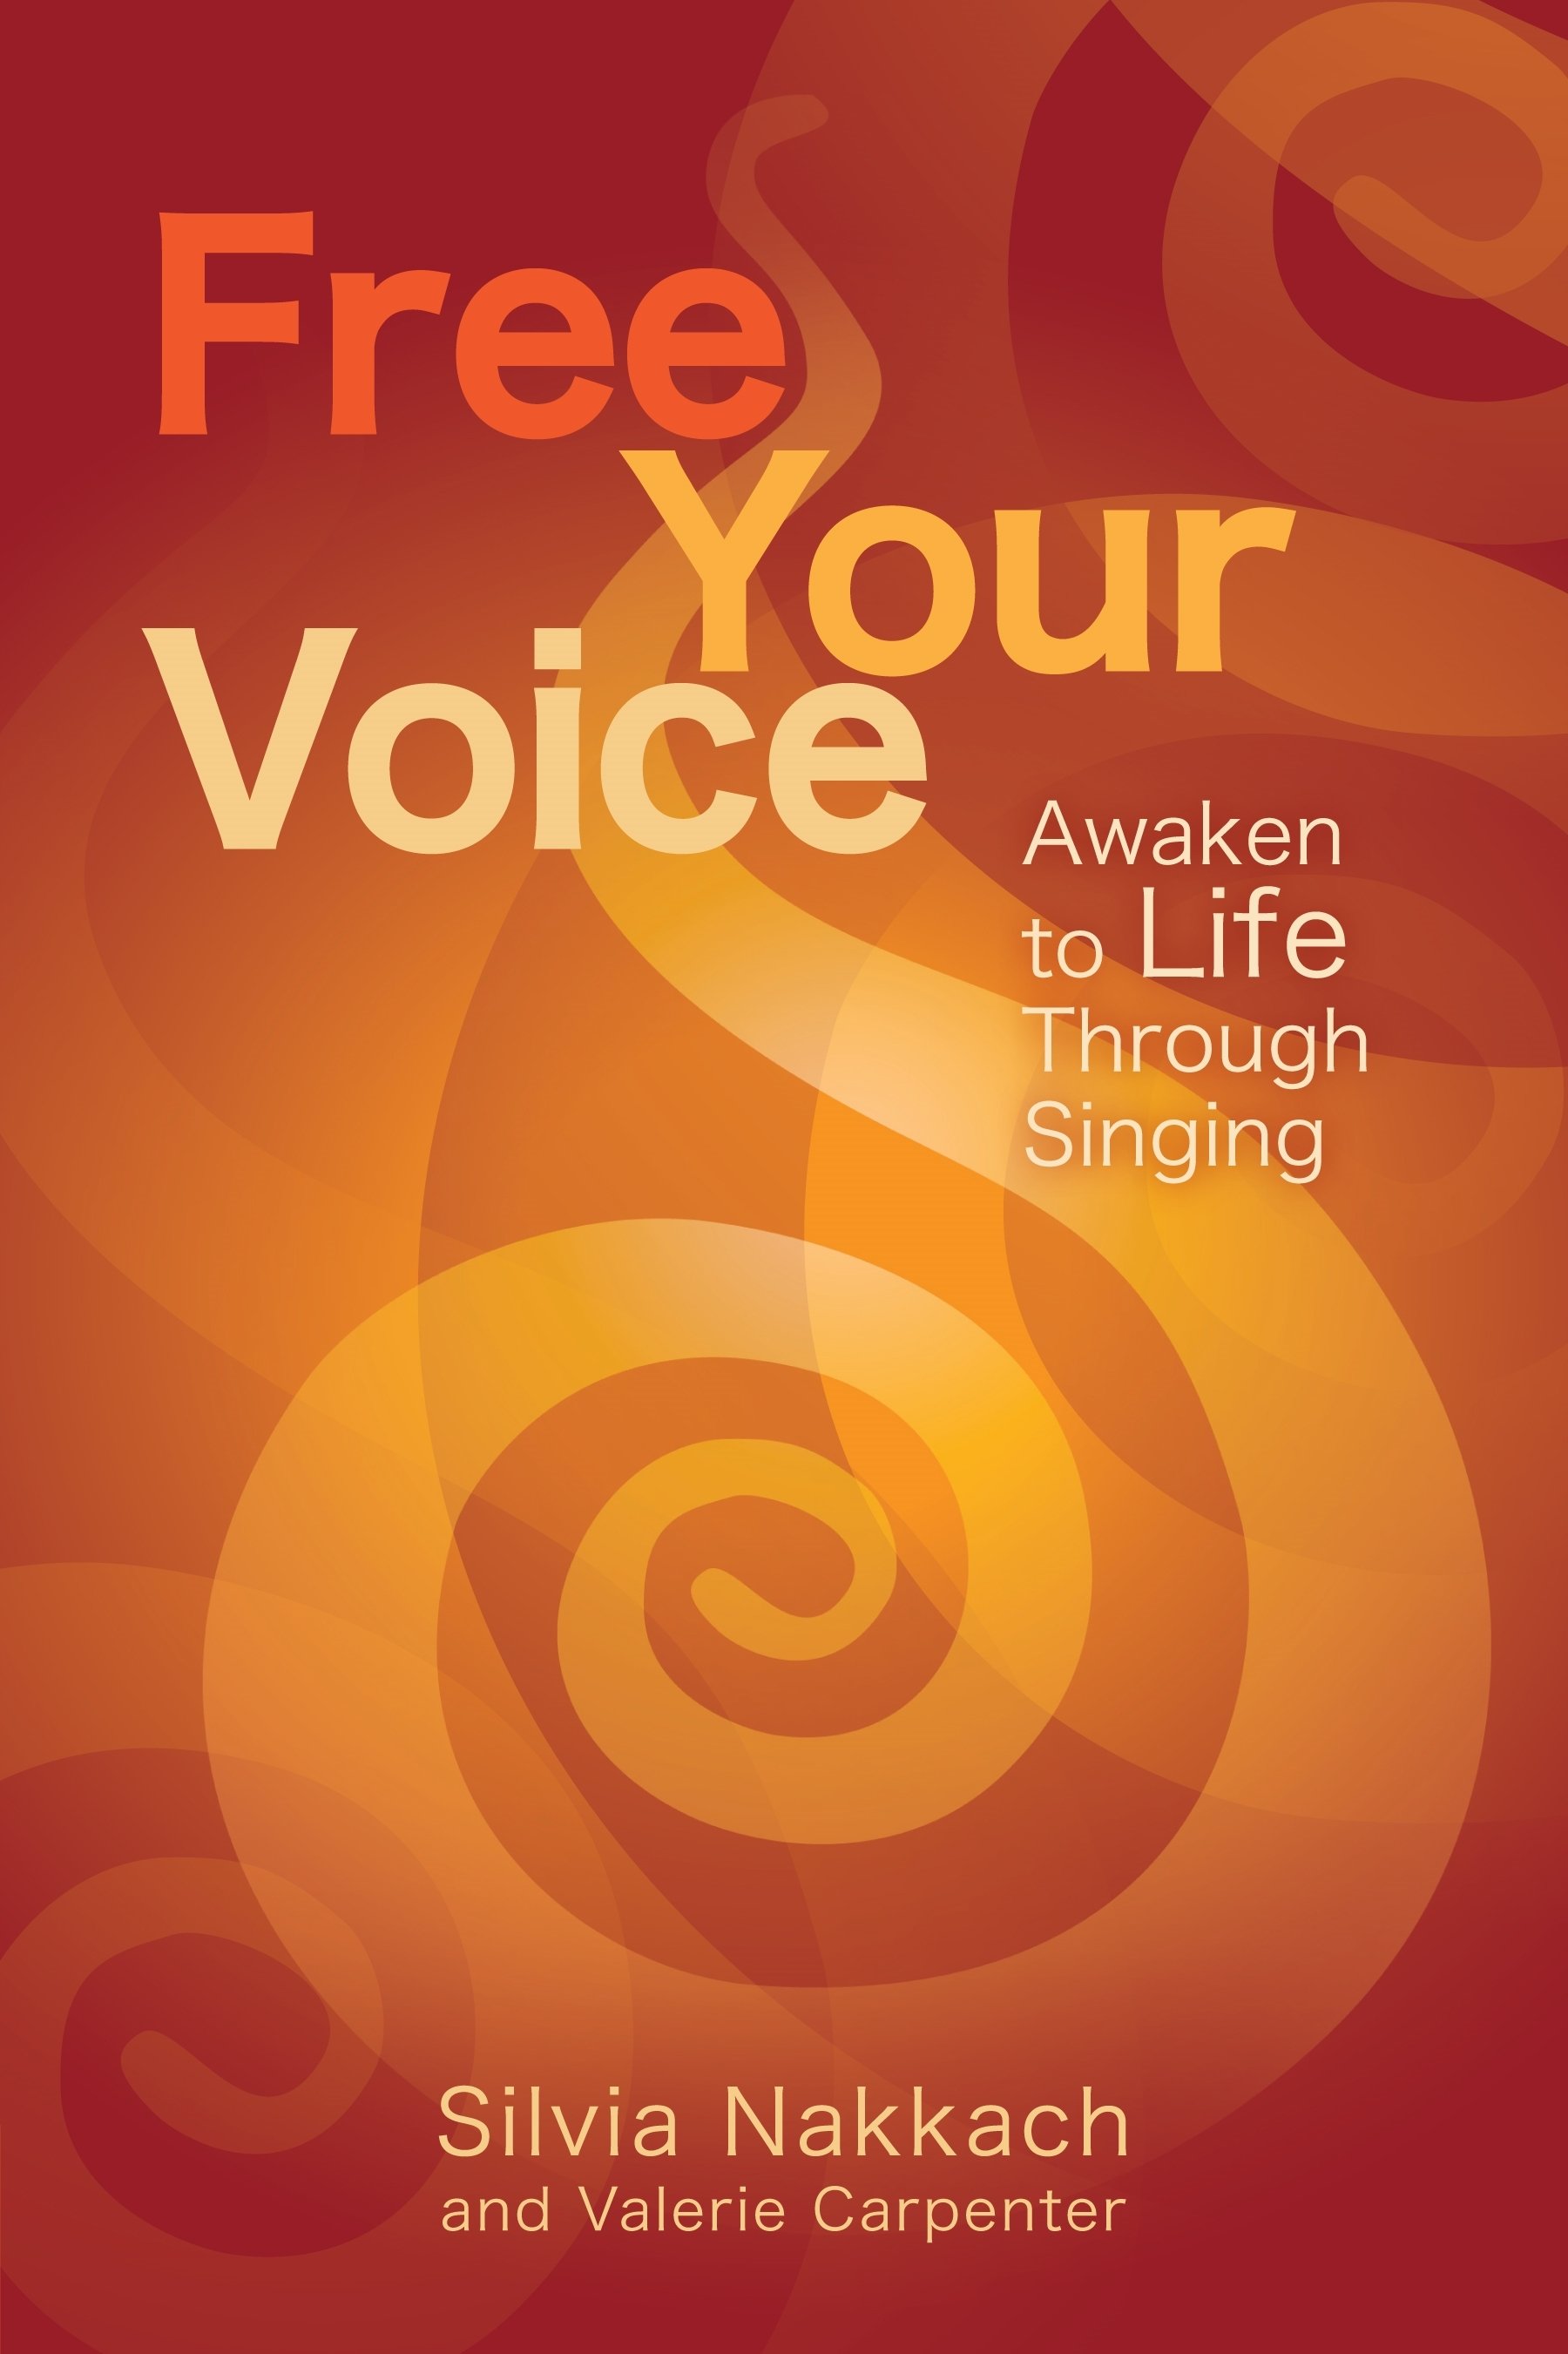 Free
Your
Voice
Awaken
to Life
Through
Singing
Silvia Nakkach
and Valerie Carpenter